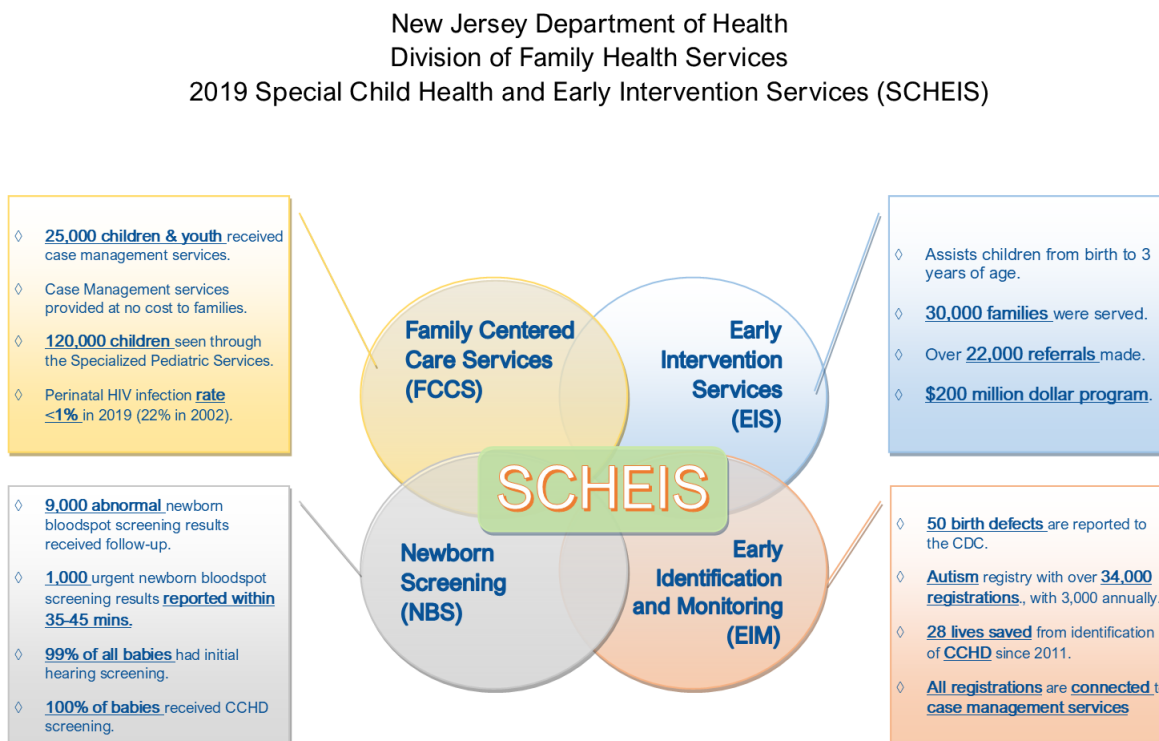 New Jersey Department of Health
Division of Family Health Services
2019 Special Child Health and Early Intervention Services (SCHEIS)
◊ 25,000 children & youth received
case management services.
◊ Case Management services
provided at no cost to families.
◊ 120,000 children seen through
the Specialized Pediatric Services.
◊ Perinatal HIV infection rate
<1% in 2019 (22% in 2002).
Family Centered
Care Services
(FCCS)
Early
Intervention
Services
(EIS)
◊ Assists children from birth to 3
years of age.
◊ 30,000 families were served.
◊ Over 22,000 referrals made.
◊ $200 million dollar program.
SCHEIS
◊ 9,000 abnormal newborn
bloodspot screening results
received follow-up.
◊ 1,000 urgent newborn bloodspot
screening results reported within
35-45 mins.
◊ 99% of all babies had initial
hearing screening.
◊ 100% of babies received CCHD
screening.
Newborn
Screening
(NBS)
Early
Identification
and Monitoring
(EIM)
◊ 50 birth defects are reported to
the CDC.
◊ Autism registry with over 34,000
registrations., with 3,000 annually.
◊ 28 lives saved from identification
of CCHD since 2011.
◊ All registrations are connected
case management services